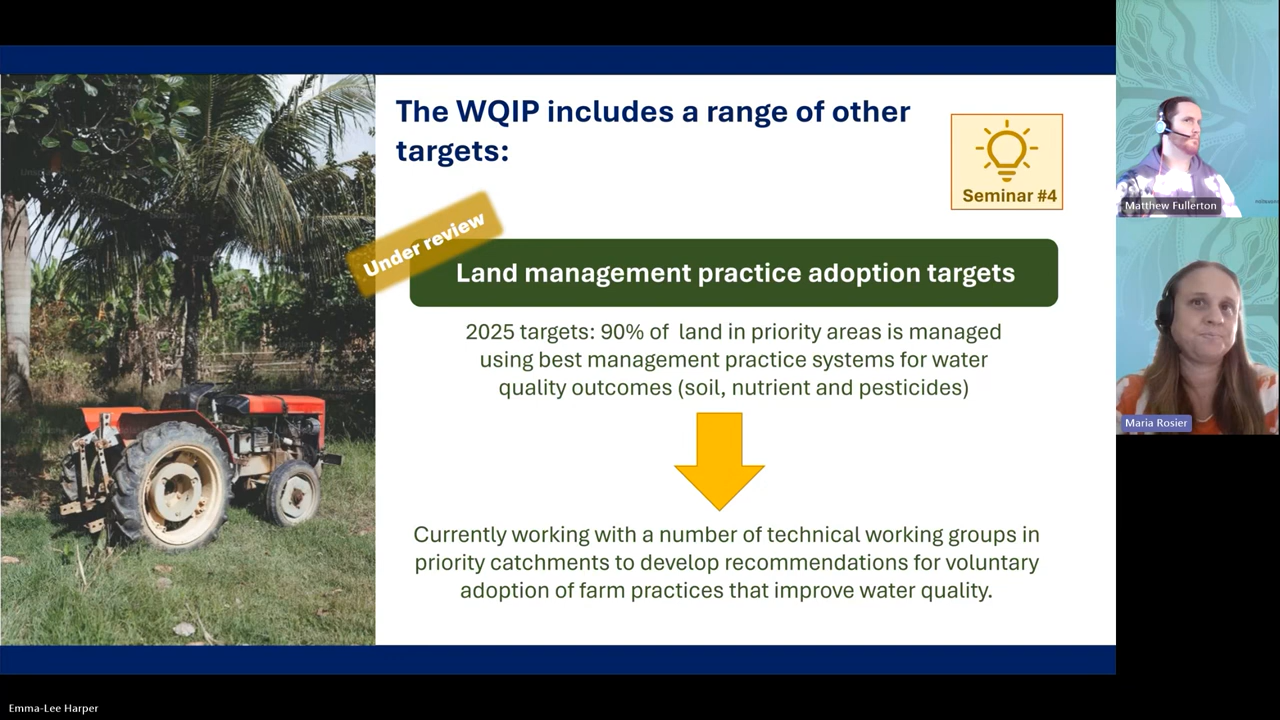 The WQIP includes a range of other
targets:
Seminar #4
Under review
Land management practice adoption targets
2025 targets: 90% of land in priority areas is managed
using best management practice systems for water
quality outcomes (soil, nutrient and pesticides)
Currently working with a number of technical working groups in
priority catchments to develop recommendations for voluntary
adoption of farm practices that improve water quality.
Matthew Fullerton
Maria Rosier
Emma-Lee Harper